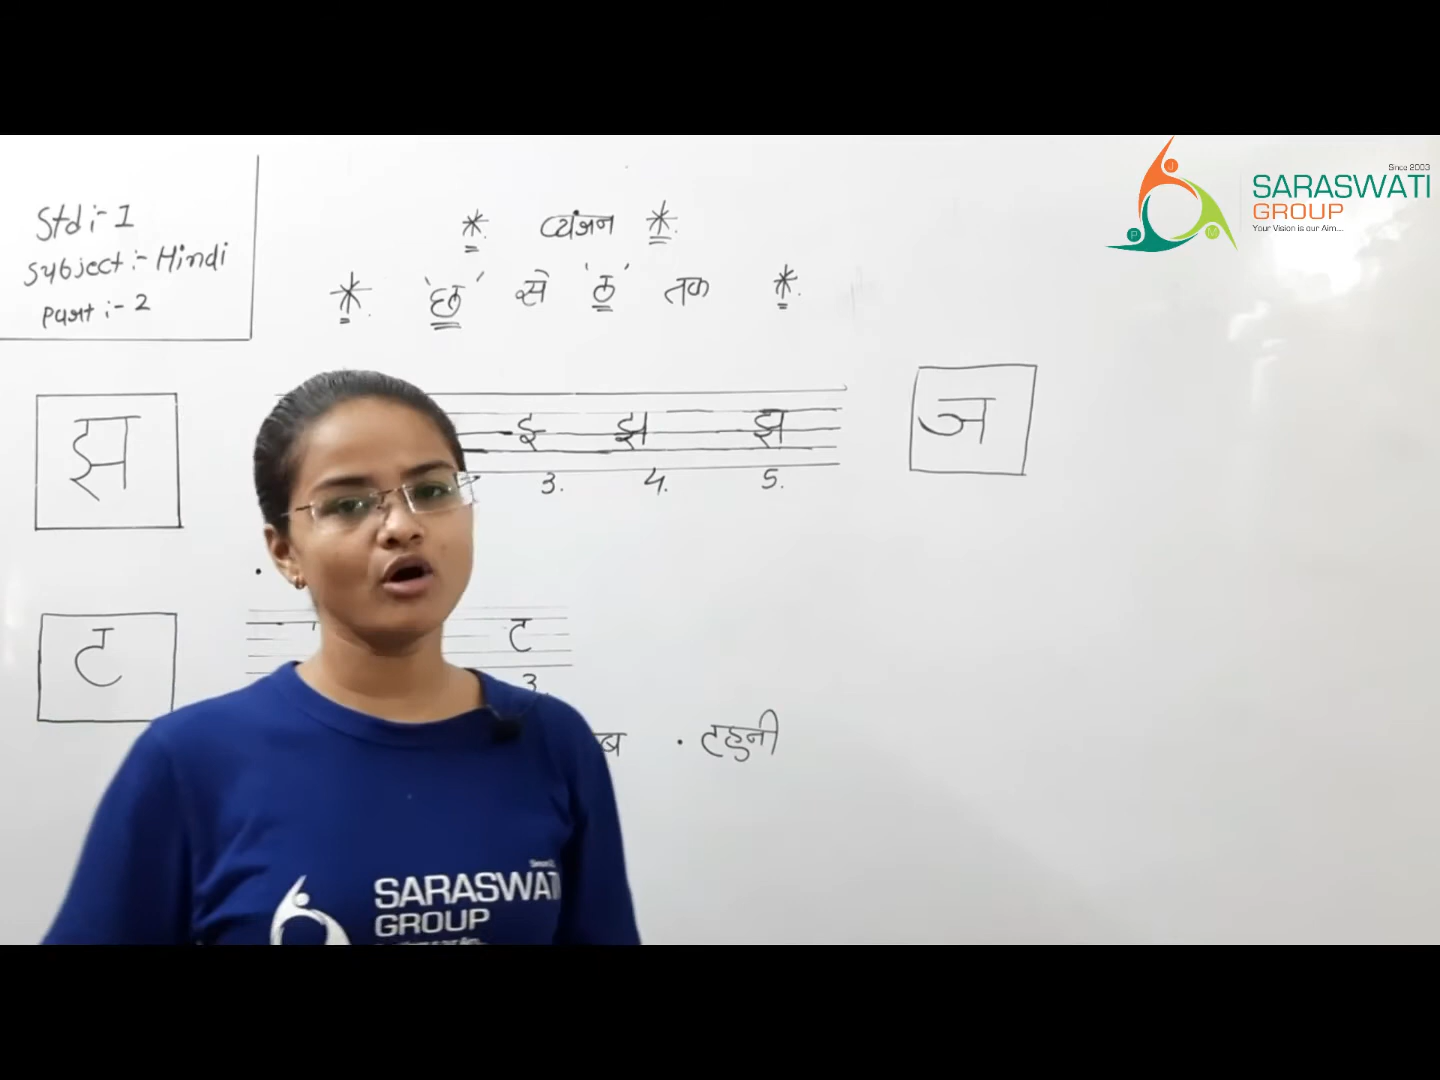 Std :- 1
Subject :- Hindi
Part :- 2
* व्यंजन *
* 'छ' से 'ठ' तक *
Since 2003
SARASWATI
GROUP
Your Vision is our Aim...
झ
इ झ झ
3. 4. 5.
ज
ट
ट
3.
ब • टहनी
SARASWATI
GROUP